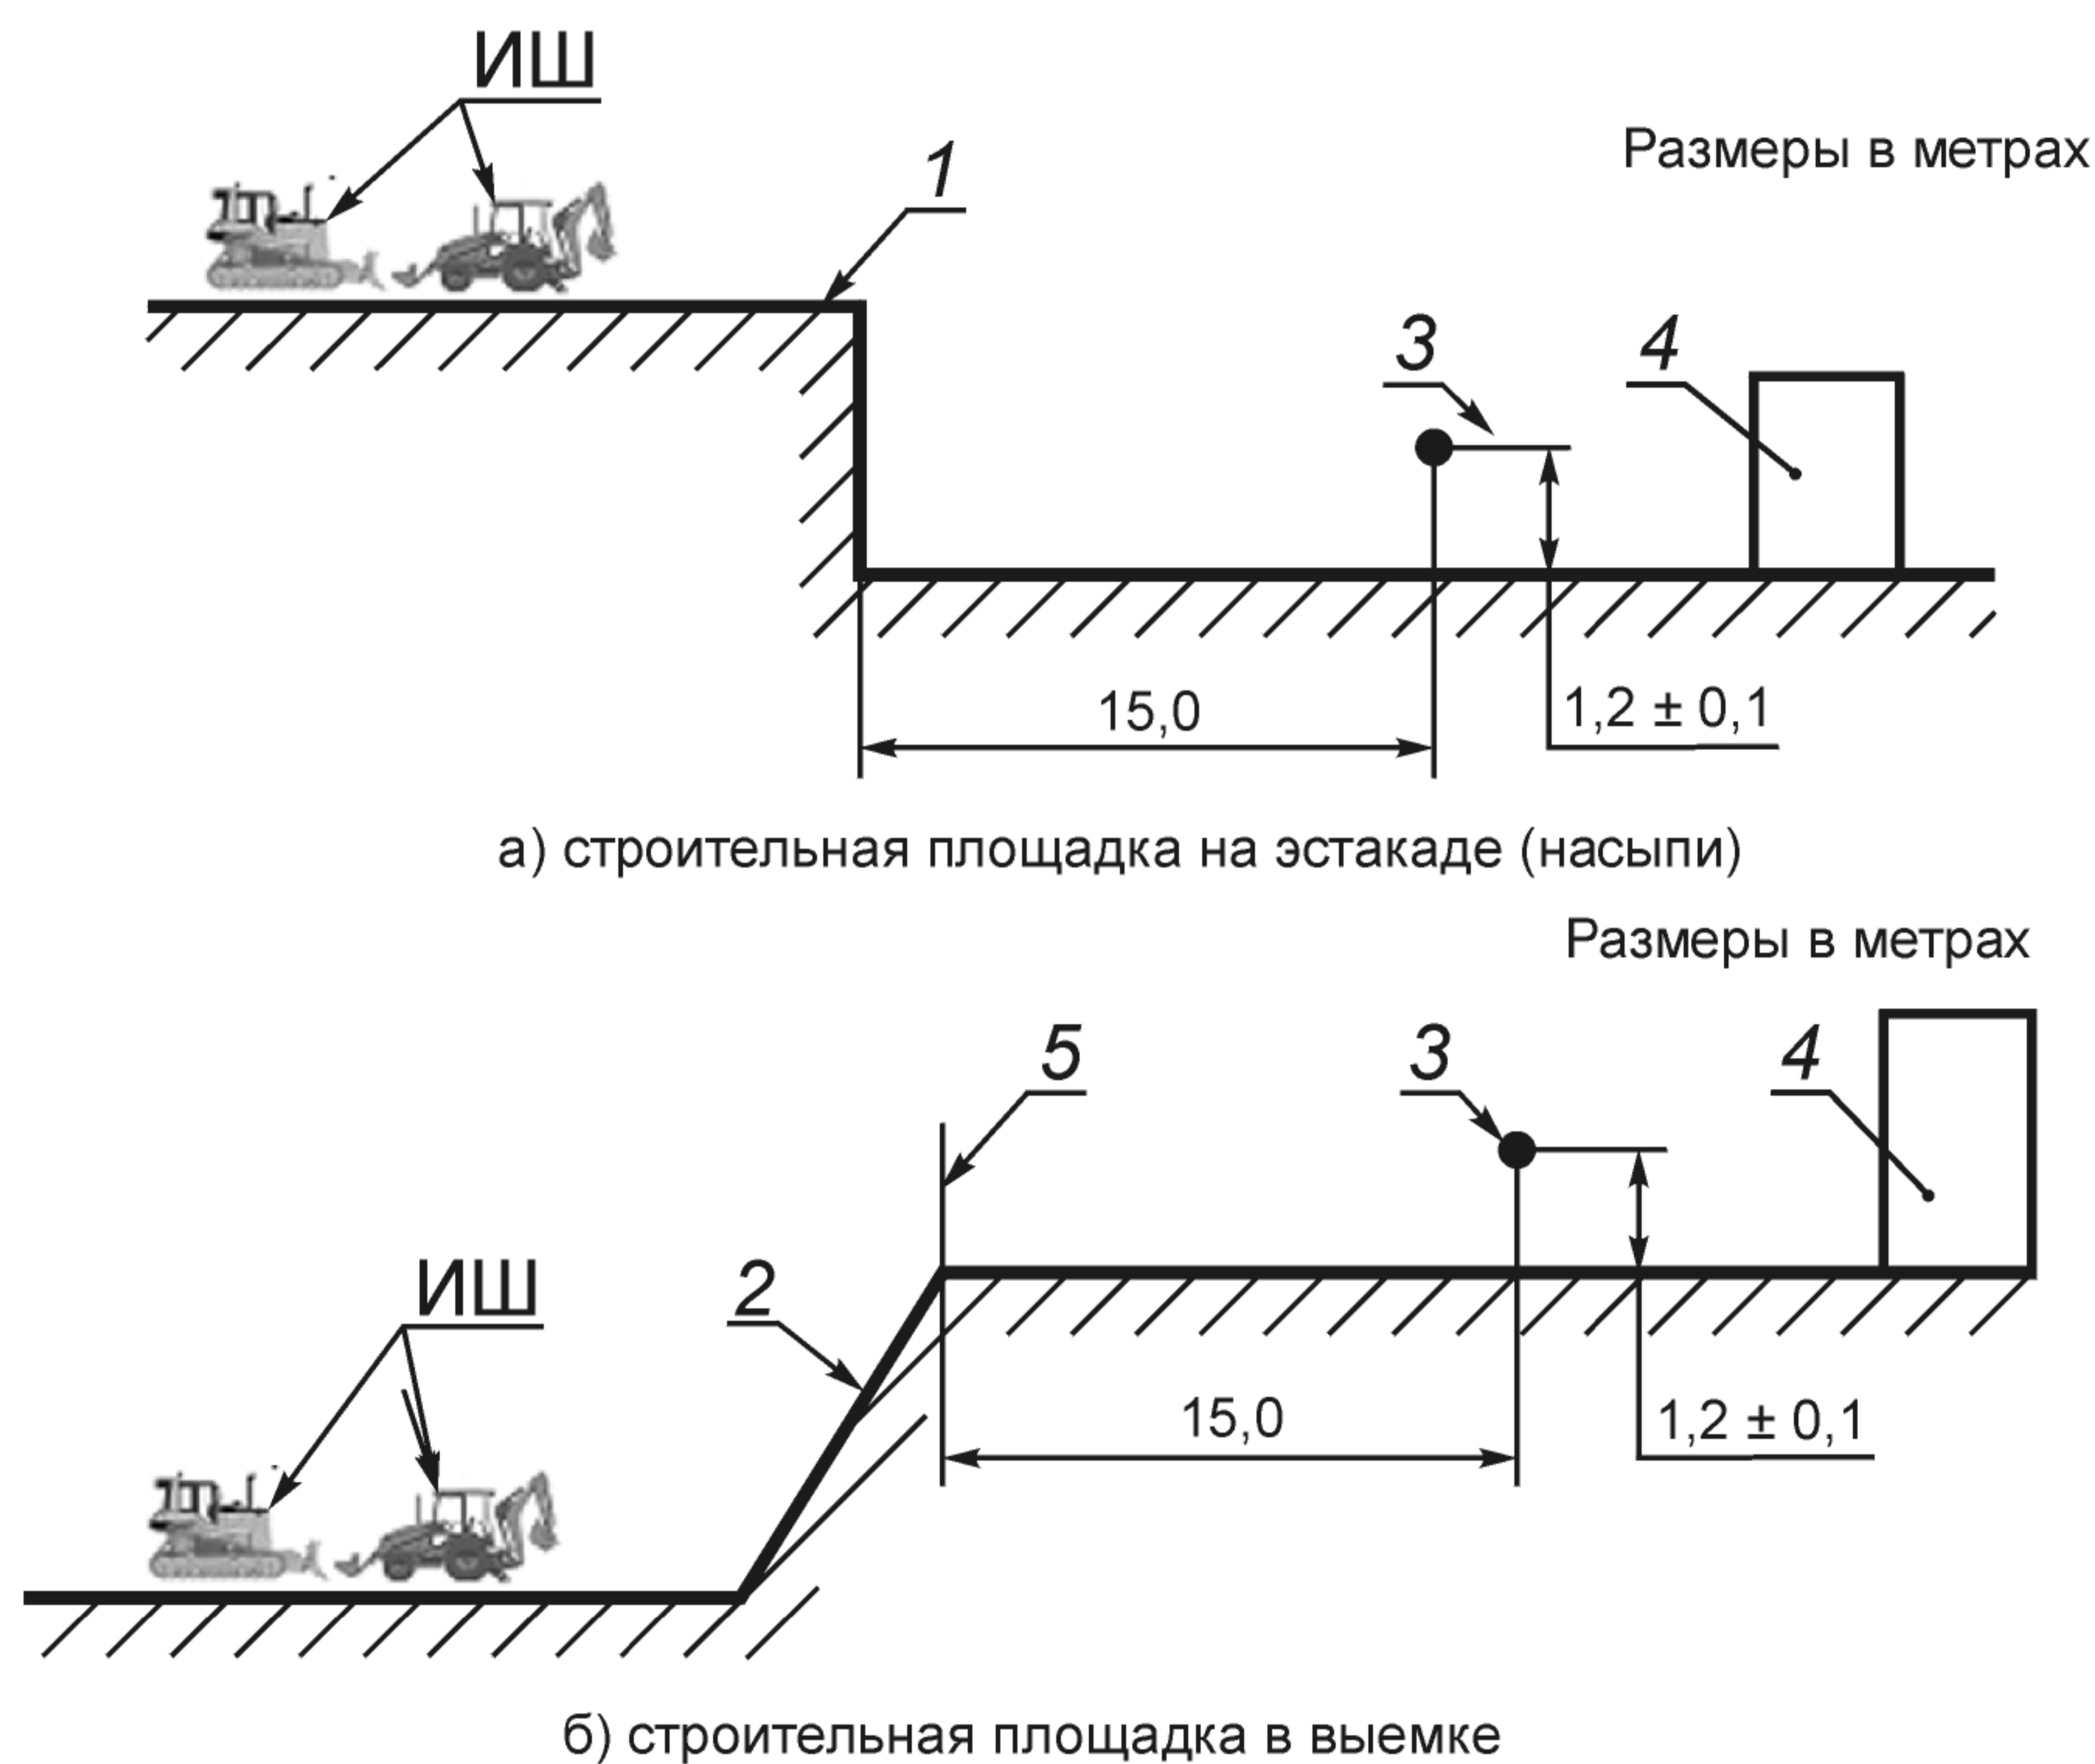 ИШ
1
Размеры в метрах
3
4
15,0
1,2 ± 0,1
а) строительная площадка на эстакаде (насыпи)
Размеры в метрах
5
3
4
ИШ
2
15,0
1,2 ± 0,1
б) строительная площадка в выемке